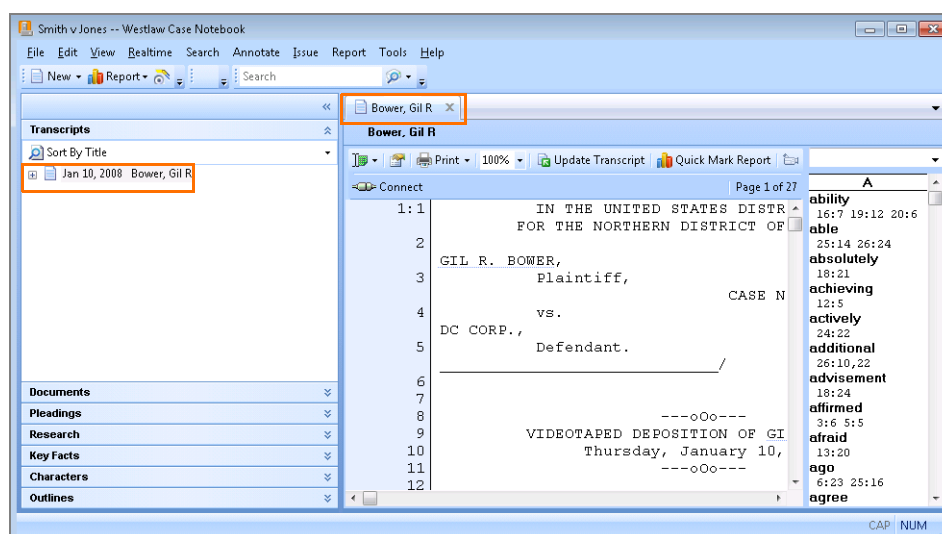 Smith v Jones -- Westlaw Case Notebook
File Edit View Realtime Search Annotate Issue Report Tools Help
New Report Search
Transcripts
Sort By Title
Jan 10, 2008 Bower, Gil R
Documents
Pleadings
Research
Key Facts
Characters
Outlines
Bower, Gil R
Bower, Gil R
Print 100% Update Transcript Quick Mark Report
Connect Page 1 of 27
1:1 IN THE UNITED STATES DISTR
FOR THE NORTHERN DISTRICT OF
2
GIL R. BOWER,
3 Plaintiff,
CASE N
4 vs.
DC CORP.,
5 Defendant.
/
6
7
8 ---oOo---
9 VIDEOTAPED DEPOSITION OF GI
10 Thursday, January 10,
11 ---oOo---
12
A
ability
16:7 19:12 20:6
able
25:14 26:24
absolutely
18:21
achieving
12:5
actively
24:22
additional
26:10,22
advisement
18:24
affirmed
3:6 5:5
afraid
13:20
ago
6:23 25:16
agree
CAP NUM